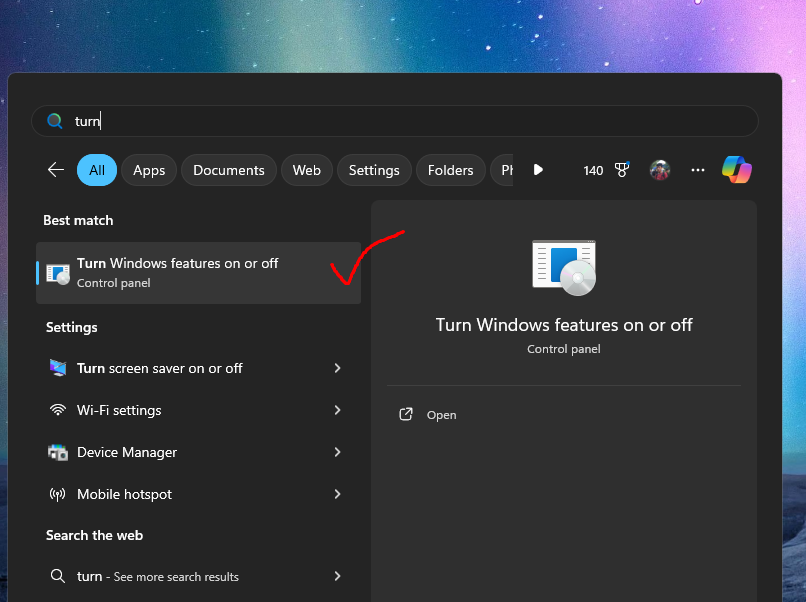 turn
All Apps Documents Web Settings Folders 140
Best match
Turn Windows features on or off
Control panel
Settings
Turn screen saver on or off
Wi-Fi settings
Device Manager
Mobile hotspot
Search the web
turn - See more search results
Turn Windows features on or off
Control panel
Open